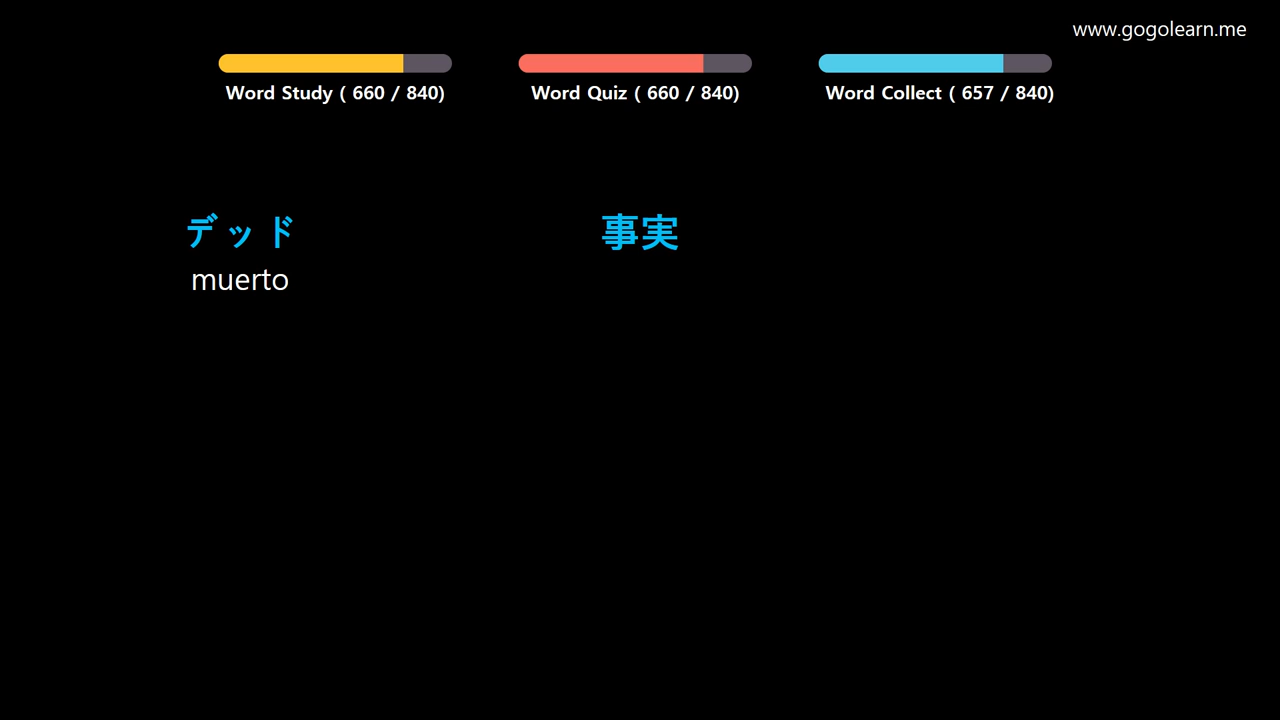 www.gogolearn.me
Word Study ( 660 / 840)
Word Quiz ( 660 / 840)
Word Collect ( 657 / 840)
デッド
muerto
事実